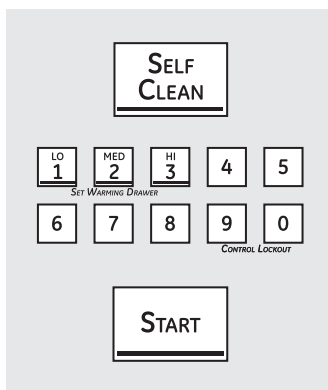 SELF
CLEAN
LO MED HI
1 2 3 4 5
SET WARMING DRAWER
6 7 8 9 0
CONTROL LOCKOUT
START